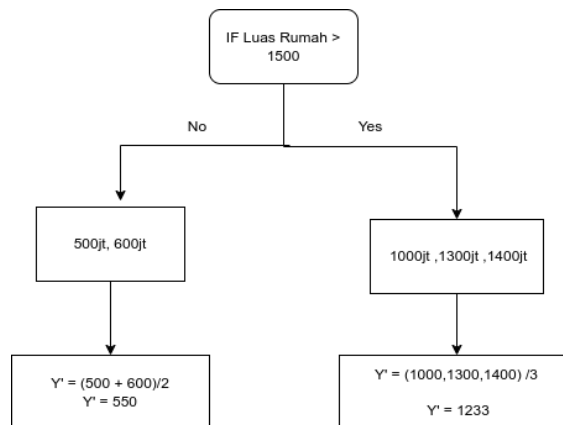 IF Luas Rumah >
1500
No
Yes
500jt, 600jt
1000jt ,1300jt ,1400jt
Y' = (500 + 600)/2
Y' = 550
Y' = (1000,1300,1400) /3
Y' = 1233